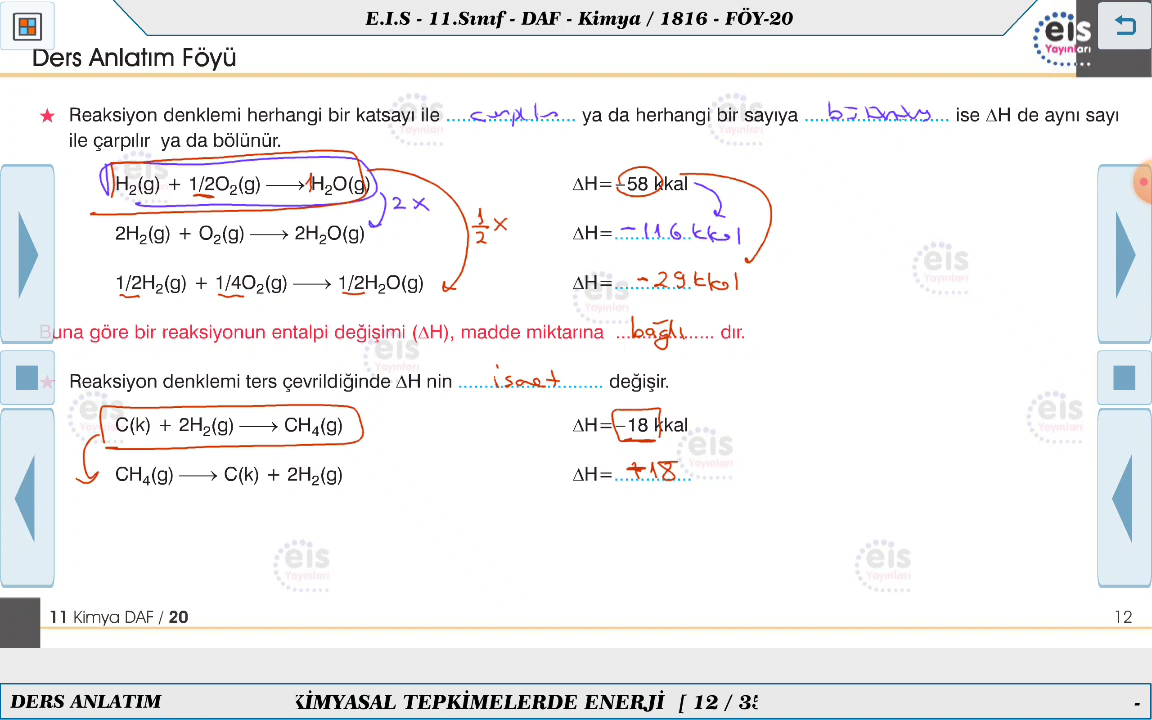 E.I.S - 11.Sınıf - DAF - Kimya / 1816 - FÖY-20
Ders Anlatım Föyü
eis Yayınları
★ Reaksiyon denklemi herhangi bir katsayı ile ........................ ya da herhangi bir sayıya ........................ ise ΔH de aynı sayı
ile çarpılır ya da bölünür.
H₂(g) + 1/2O₂(g) ⟶ 1H₂O(g) ΔH= –58 kkal
2x
1/2 x
2H₂(g) + O₂(g) ⟶ 2H₂O(g) ΔH= -116 kkal
1/2H₂(g) + 1/4O₂(g) ⟶ 1/2H₂O(g) ΔH= -29 kkal
Buna göre bir reaksiyonun entalpi değişimi (ΔH), madde miktarına ...bağlı...... dır.
★ Reaksiyon denklemi ters çevrildiğinde ΔH nin ...... işaret ...... değişir.
C(k) + 2H₂(g) ⟶ CH₄(g) ΔH= –18 kkal
CH₄(g) ⟶ C(k) + 2H₂(g) ΔH= +18
11 Kimya DAF / 20
12
DERS ANLATIM
KİMYASAL TEPKİMELERDE ENERJİ [ 12 / 35
-